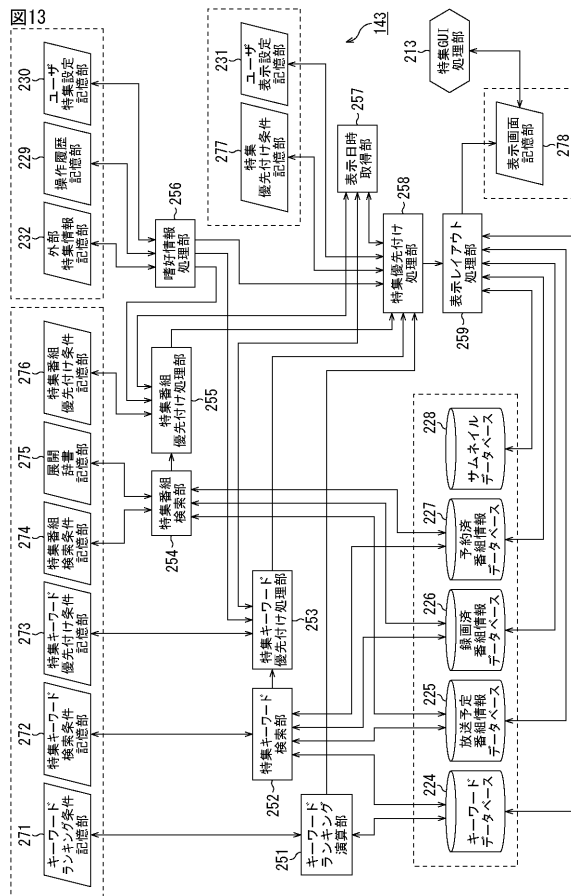 図13
143
230
ユーザ
特集設定
記憶部
229
操作履歴
記憶部
232
外部
特集情報
記憶部
231
ユーザ
表示設定
記憶部
277
特集
優先付け条件
記憶部
213
特集GUI
処理部
278
表示画面
記憶部
256
嗜好情報
処理部
257
表示日時
取得部
258
特集優先付け
処理部
259
表示レイアウト
処理部
276
特集番組
優先付け条件
記憶部
275
展開
辞書
記憶部
274
特集番組
検索条件
記憶部
273
特集キーワード
優先付け条件
記憶部
272
特集キーワード
検索条件
記憶部
271
キーワード
ランキング条件
記憶部
255
特集番組
優先付け処理部
254
特集番組
検索部
253
特集キーワード
優先付け処理部
252
特集キーワード
検索部
251
キーワード
ランキング
演算部
228
サムネイル
データベース
227
予約済
番組情報
データベース
226
録画済
番組情報
データベース
225
放送予定
番組情報
データベース
224
キーワード
データベース